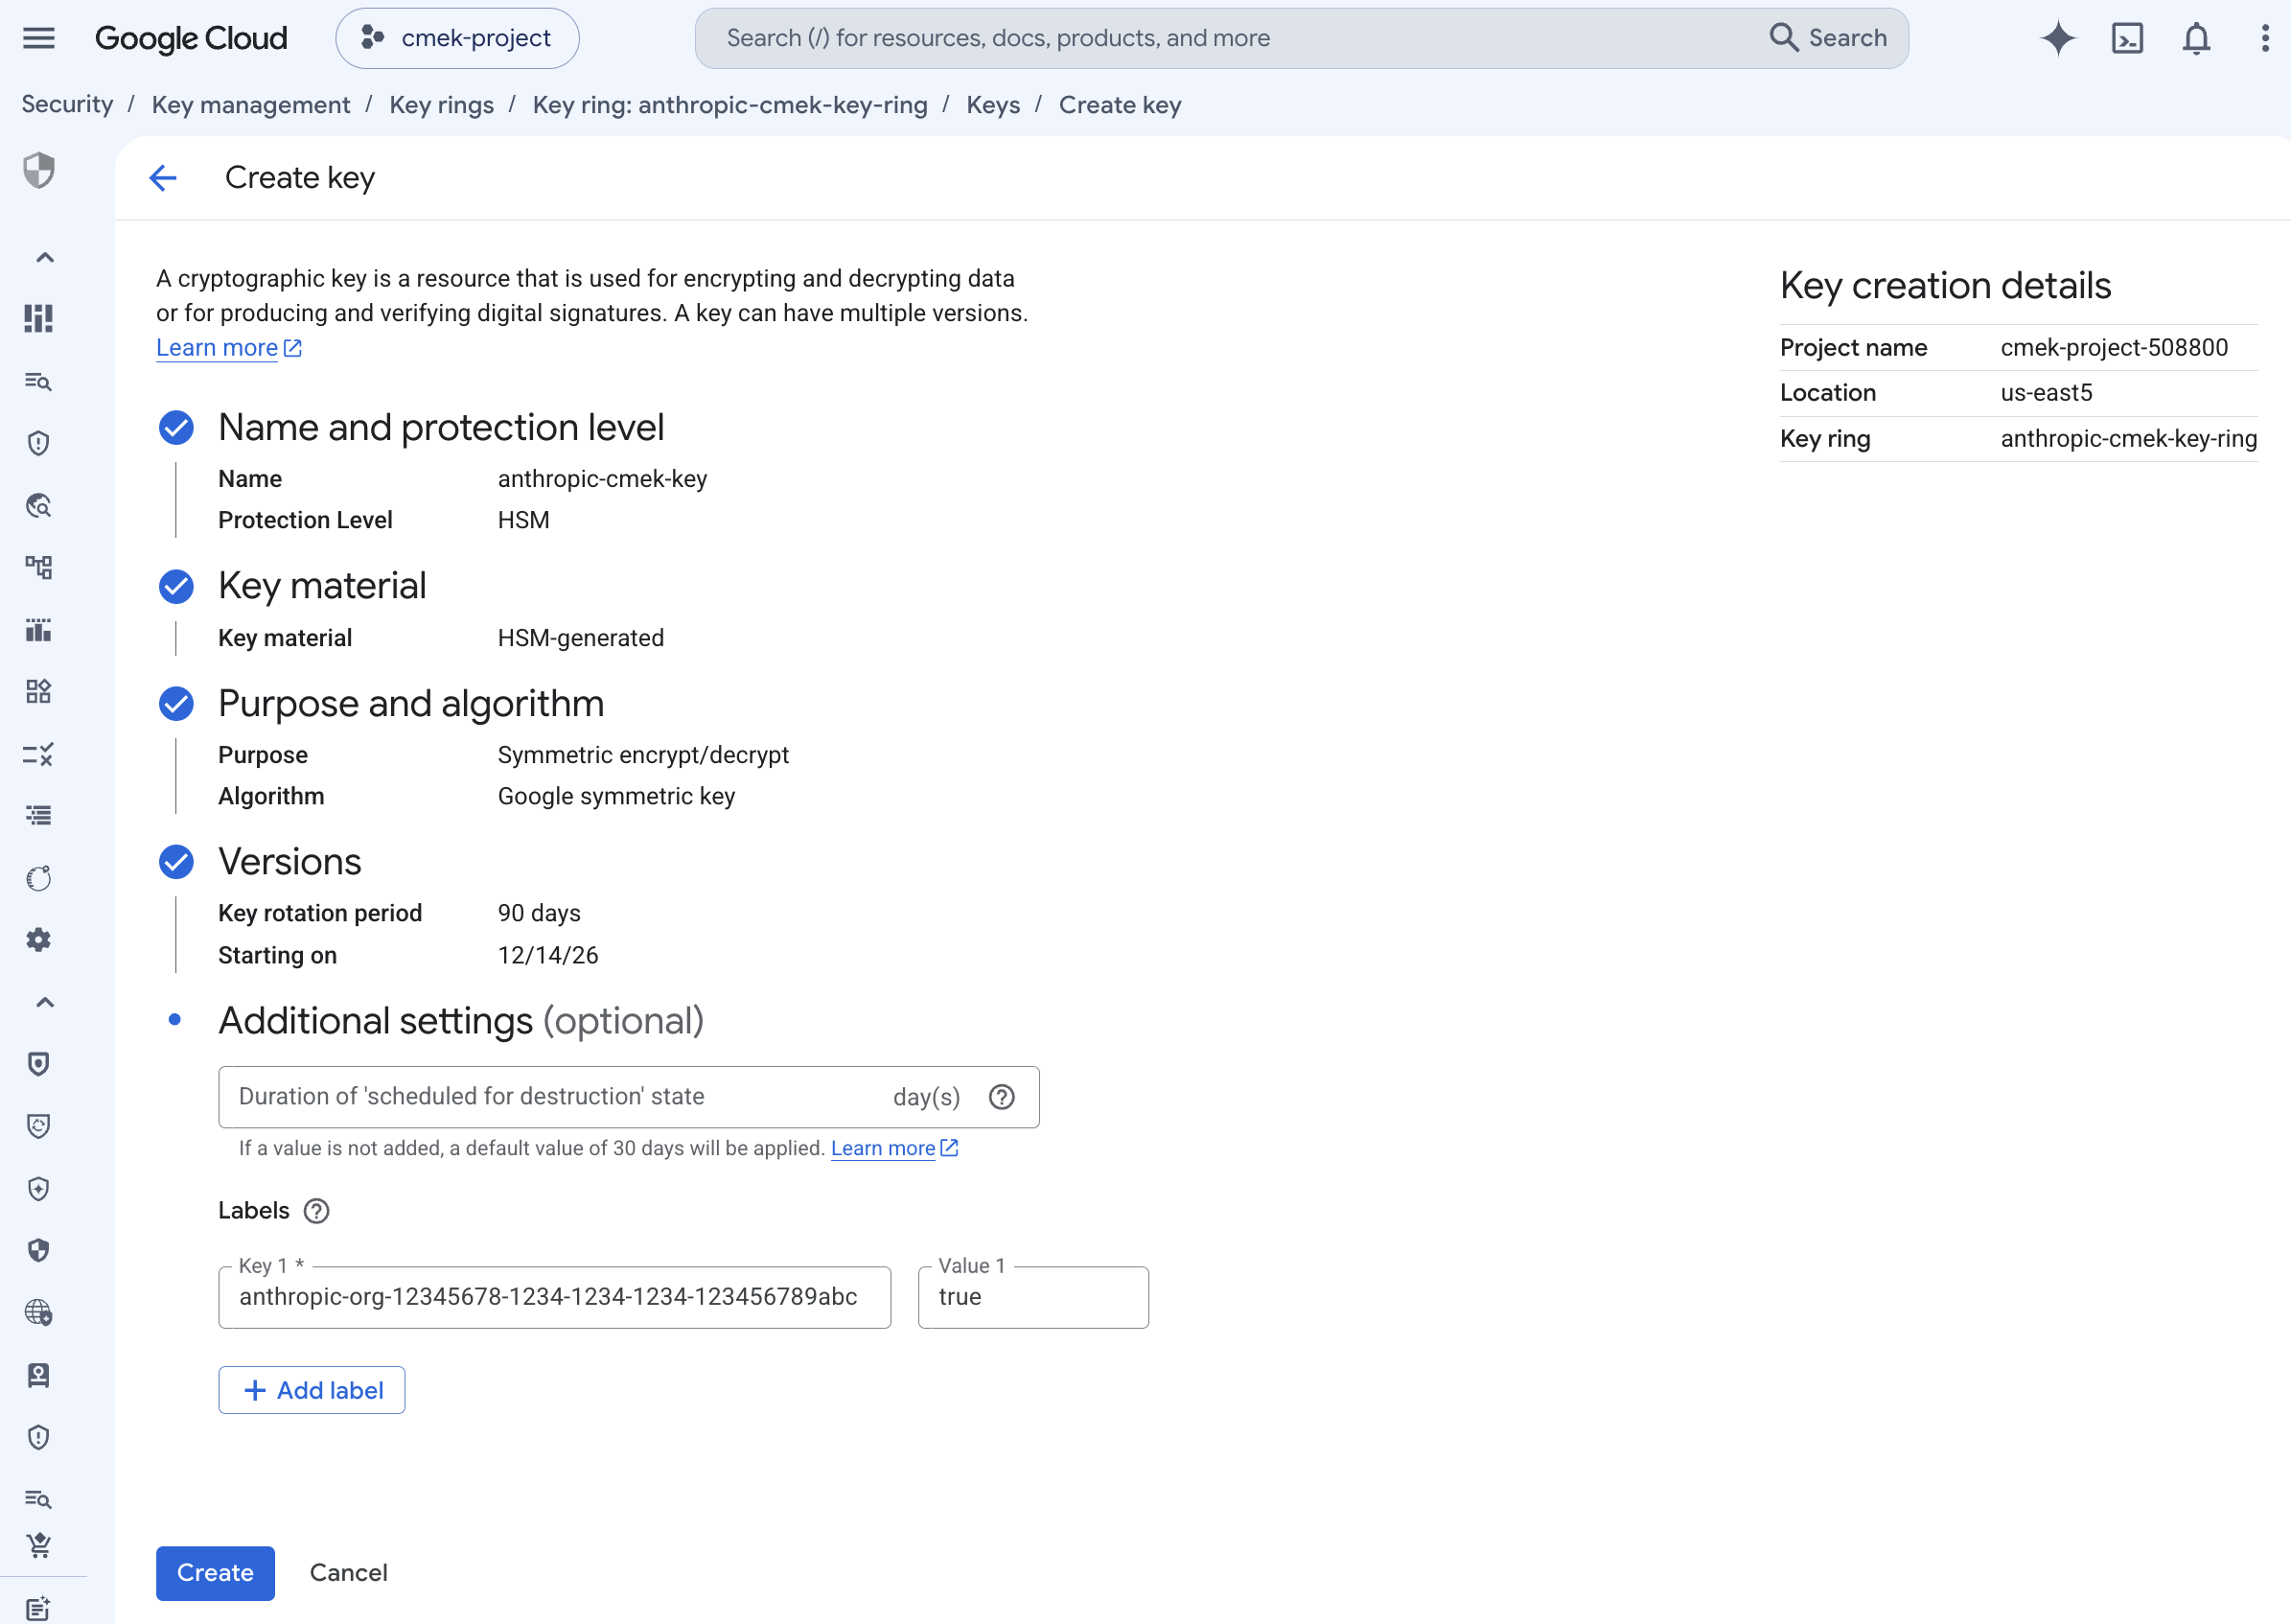 Google Cloud
cmek-project
Search (/) for resources, docs, products, and more
Search
Security / Key management / Key rings / Key ring: anthropic-cmek-key-ring / Keys / Create key
Create key
A cryptographic key is a resource that is used for encrypting and decrypting data
or for producing and verifying digital signatures. A key can have multiple versions.
Learn more
Name and protection level
Name anthropic-cmek-key
Protection Level HSM
Key material
Key material HSM-generated
Purpose and algorithm
Purpose Symmetric encrypt/decrypt
Algorithm Google symmetric key
Versions
Key rotation period 90 days
Starting on 12/14/26
Additional settings (optional)
Duration of 'scheduled for destruction' state day(s)
If a value is not added, a default value of 30 days will be applied. Learn more
Labels
Key 1 *
anthropic-org-12345678-1234-1234-1234-123456789abc
Value 1
true
Add label
Create
Cancel
Key creation details
Project name cmek-project-508800
Location us-east5
Key ring anthropic-cmek-key-ring